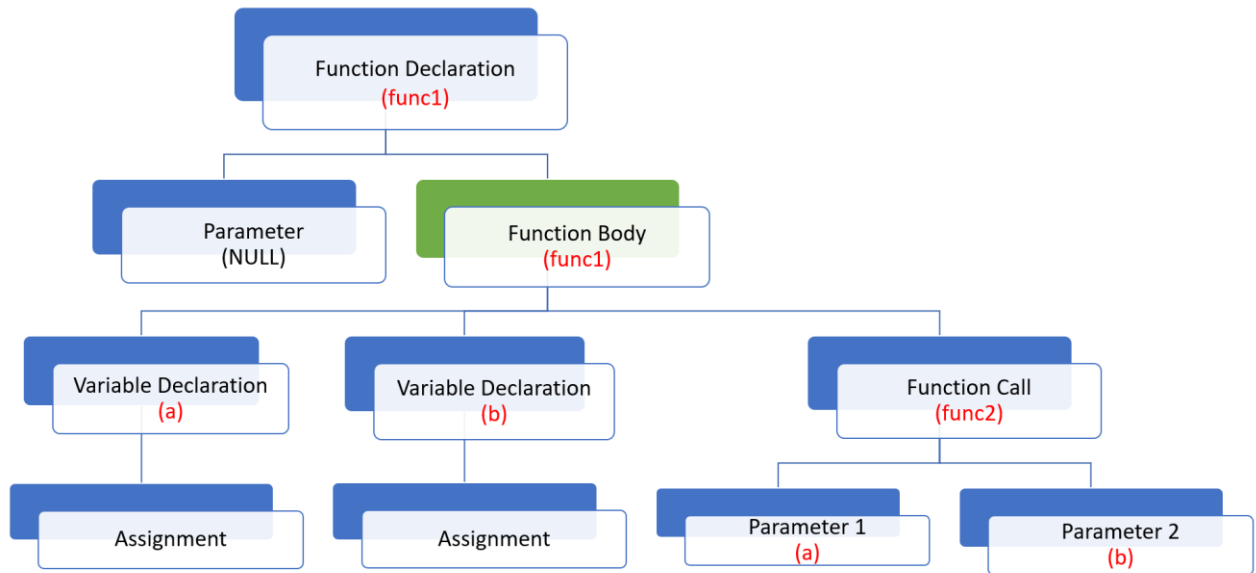 Function Declaration
(func1)
Parameter
(NULL)
Function Body
(func1)
Variable Declaration
(a)
Variable Declaration
(b)
Function Call
(func2)
Assignment
Assignment
Parameter 1
(a)
Parameter 2
(b)